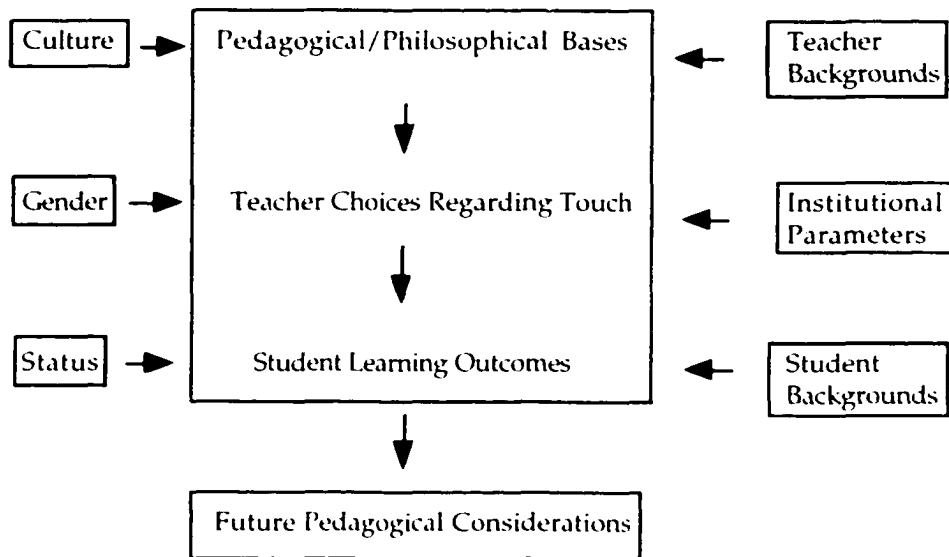 Culture
Pedagogical/Philosophical Bases
Teacher
Backgrounds
Gender
Teacher Choices Regarding Touch
Institutional
Parameters
Status
Student Learning Outcomes
Student
Backgrounds
Future Pedagogical Considerations